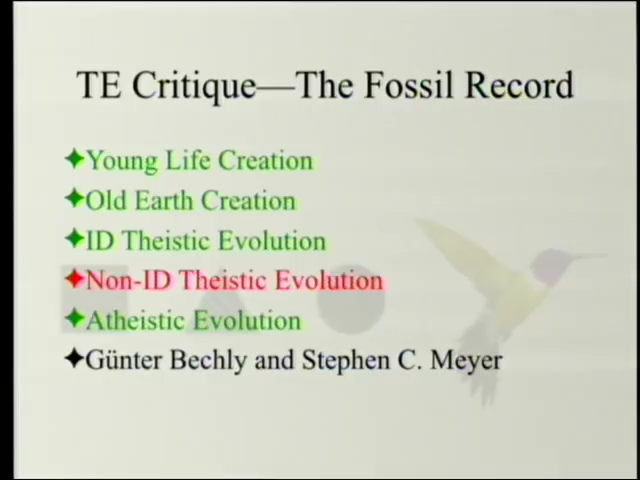 TE Critique—The Fossil Record
✦Young Life Creation
✦Old Earth Creation
✦ID Theistic Evolution
✦Non-ID Theistic Evolution
✦Atheistic Evolution
✦Günter Bechly and Stephen C. Meyer